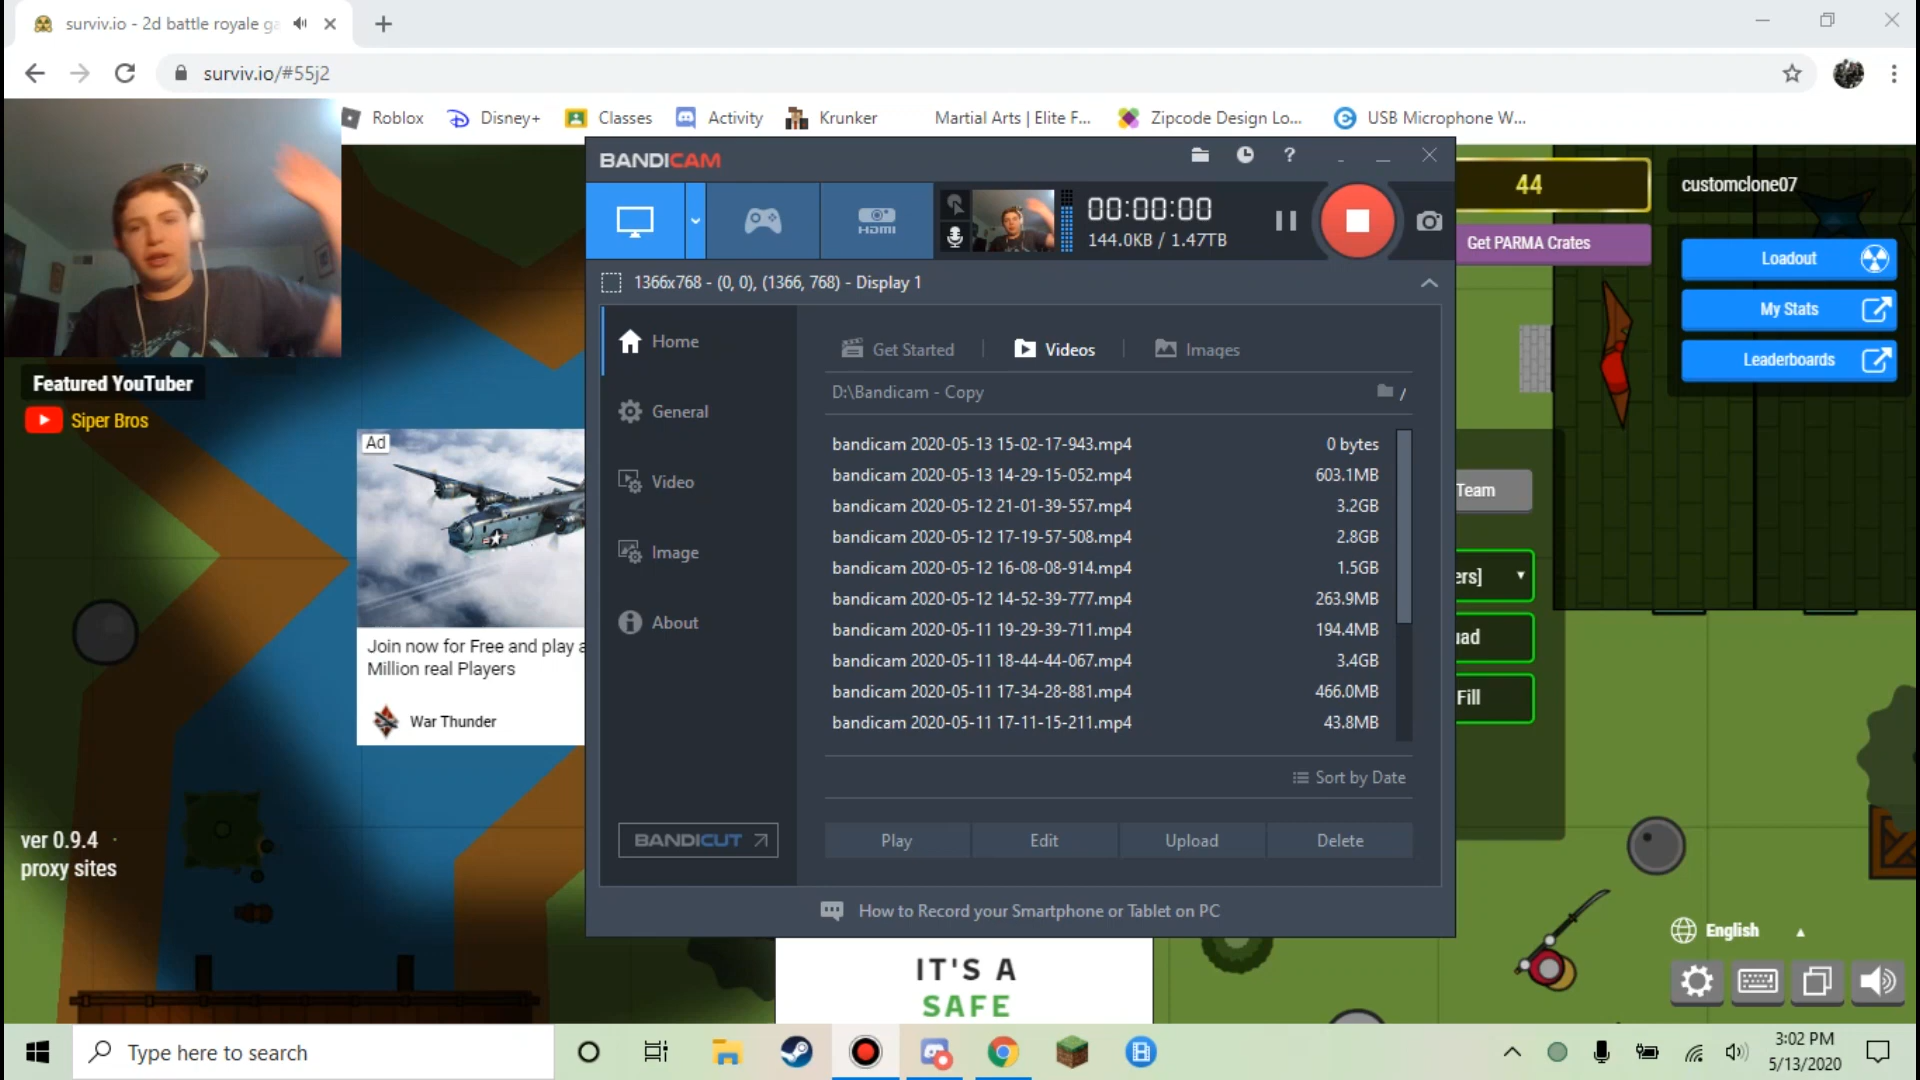 surviv.io - 2d battle royale ga
surviv.io/#55j2
Roblox
Disney+
Classes
Activity
Krunker
Martial Arts | Elite F...
Zipcode Design Lo...
USB Microphone W...
BANDICAM
?
HDMI
00:00:00
144.0KB / 1.47TB
1366x768 - (0, 0), (1366, 768) - Display 1
Home
General
Video
Image
About
Get Started
Videos
Images
D:\Bandicam - Copy
/
bandicam 2020-05-13 15-02-17-943.mp4 0 bytes
bandicam 2020-05-13 14-29-15-052.mp4 603.1MB
bandicam 2020-05-12 21-01-39-557.mp4 3.2GB
bandicam 2020-05-12 17-19-57-508.mp4 2.8GB
bandicam 2020-05-12 16-08-08-914.mp4 1.5GB
bandicam 2020-05-12 14-52-39-777.mp4 263.9MB
bandicam 2020-05-11 19-29-39-711.mp4 194.4MB
bandicam 2020-05-11 18-44-44-067.mp4 3.4GB
bandicam 2020-05-11 17-34-28-881.mp4 466.0MB
bandicam 2020-05-11 17-11-15-211.mp4 43.8MB
Sort by Date
Play
Edit
Upload
Delete
BANDICUT
How to Record your Smartphone or Tablet on PC
Featured YouTuber
Siper Bros
Ad
Join now for Free and play a
Million real Players
War Thunder
ver 0.9.4
proxy sites
44
Get PARMA Crates
customclone07
Loadout
My Stats
Leaderboards
Team
ers]
uad
Fill
English
IT'S A
SAFE
Type here to search
3:02 PM
5/13/2020